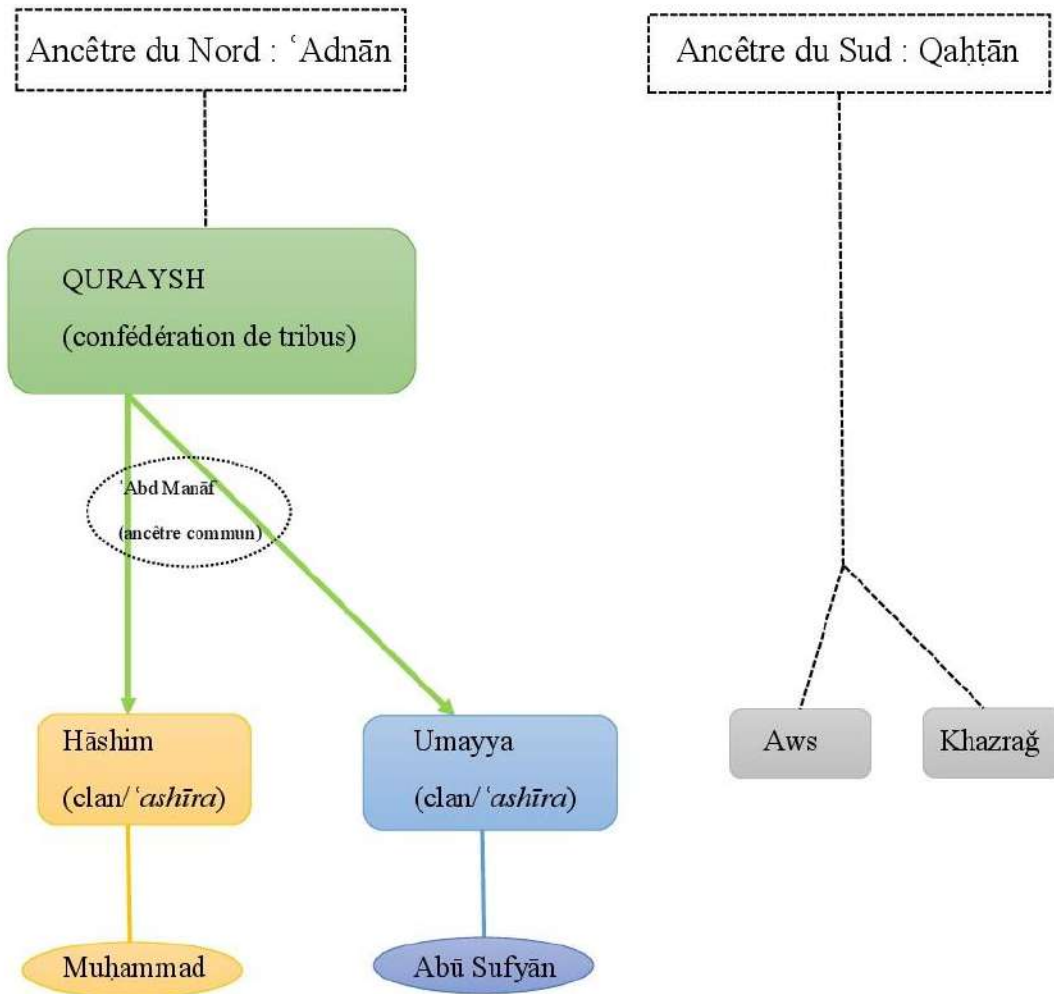 Ancêtre du Nord : ʿAdnān
Ancêtre du Sud : Qaḥṭān
QURAYSH
(confédération de tribus)
ʿAbd Manāf
(ancêtre commun)
Hāshim
(clan/ ʿashīra)
Umayya
(clan/ ʿashīra)
Aws
Khazraǧ
Muḥammad
Abū Sufyān